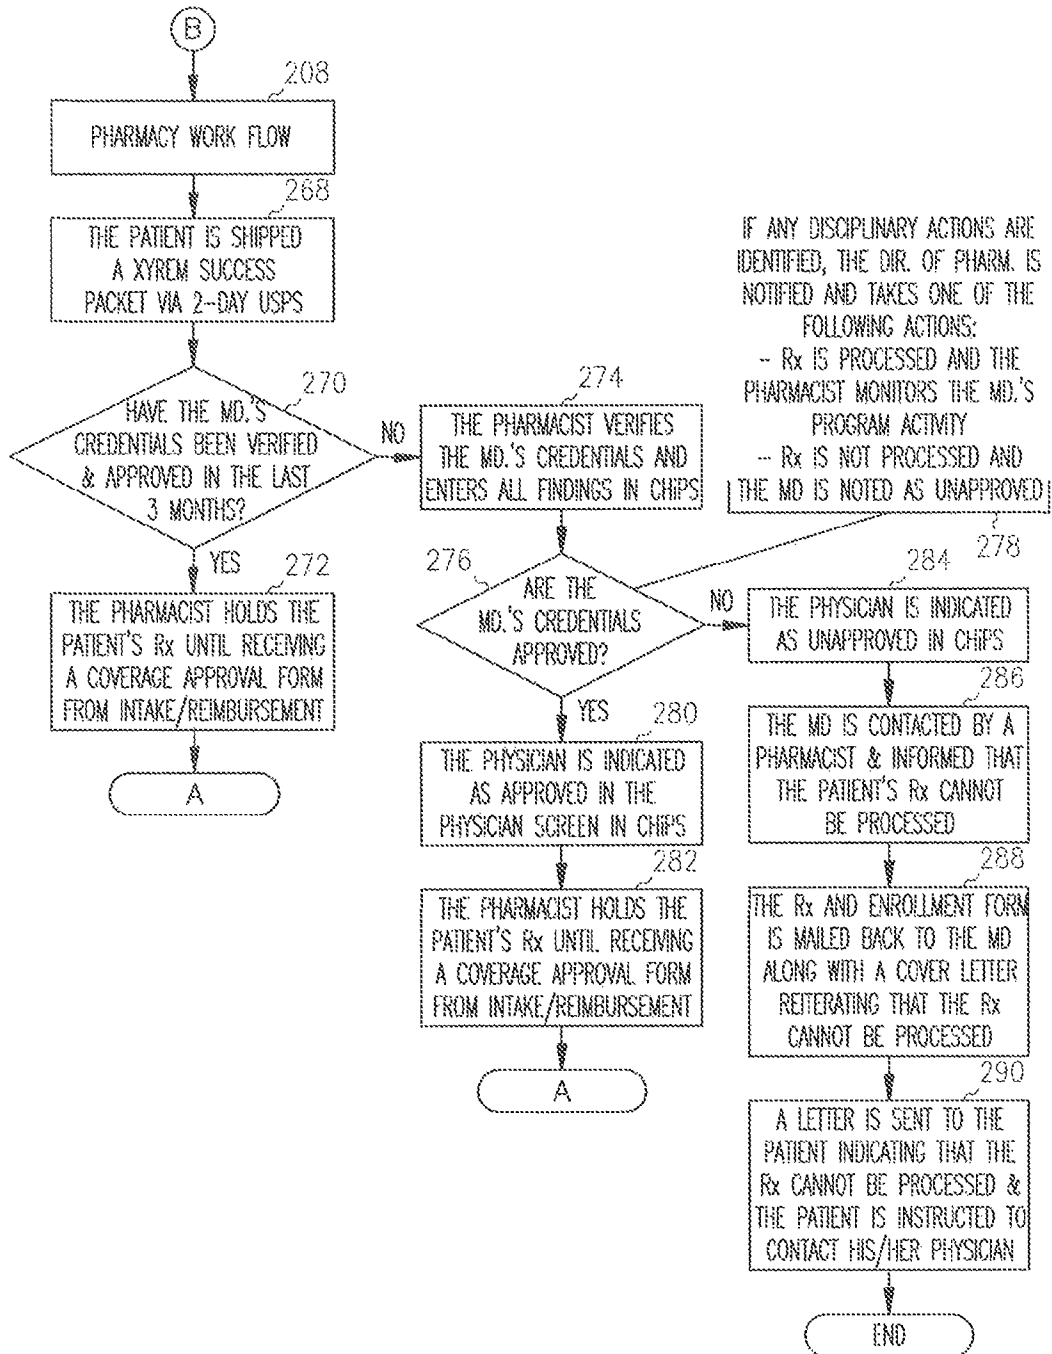 B
208
PHARMACY WORK FLOW
268
THE PATIENT IS SHIPPED
A XYREM SUCCESS
PACKET VIA 2-DAY USPS
270
HAVE THE MD.'S
CREDENTIALS BEEN VERIFIED
& APPROVED IN THE LAST
3 MONTHS?
NO
YES
272
THE PHARMACIST HOLDS THE
PATIENT'S Rx UNTIL RECEIVING
A COVERAGE APPROVAL FORM
FROM INTAKE/REIMBURSEMENT
A
274
THE PHARMACIST VERIFIES
THE MD.'S CREDENTIALS AND
ENTERS ALL FINDINGS IN CHIPS
IF ANY DISCIPLINARY ACTIONS ARE
IDENTIFIED, THE DIR. OF PHARM. IS
NOTIFIED AND TAKES ONE OF THE
FOLLOWING ACTIONS:
-- Rx IS PROCESSED AND THE
PHARMACIST MONITORS THE MD.'S
PROGRAM ACTIVITY
-- Rx IS NOT PROCESSED AND
THE MD IS NOTED AS UNAPPROVED
278
276
ARE THE
MD.'S CREDENTIALS
APPROVED?
NO
YES
280
THE PHYSICIAN IS INDICATED
AS APPROVED IN THE
PHYSICIAN SCREEN IN CHIPS
282
THE PHARMACIST HOLDS THE
PATIENT'S Rx UNTIL RECEIVING
A COVERAGE APPROVAL FORM
FROM INTAKE/REIMBURSEMENT
A
284
THE PHYSICIAN IS INDICATED
AS UNAPPROVED IN CHIPS
286
THE MD IS CONTACTED BY A
PHARMACIST & INFORMED THAT
THE PATIENT'S Rx CANNOT
BE PROCESSED
288
THE Rx AND ENROLLMENT FORM
IS MAILED BACK TO THE MD
ALONG WITH A COVER LETTER
REITERATING THAT THE Rx
CANNOT BE PROCESSED
290
A LETTER IS SENT TO THE
PATIENT INDICATING THAT THE
Rx CANNOT BE PROCESSED &
THE PATIENT IS INSTRUCTED TO
CONTACT HIS/HER PHYSICIAN
END